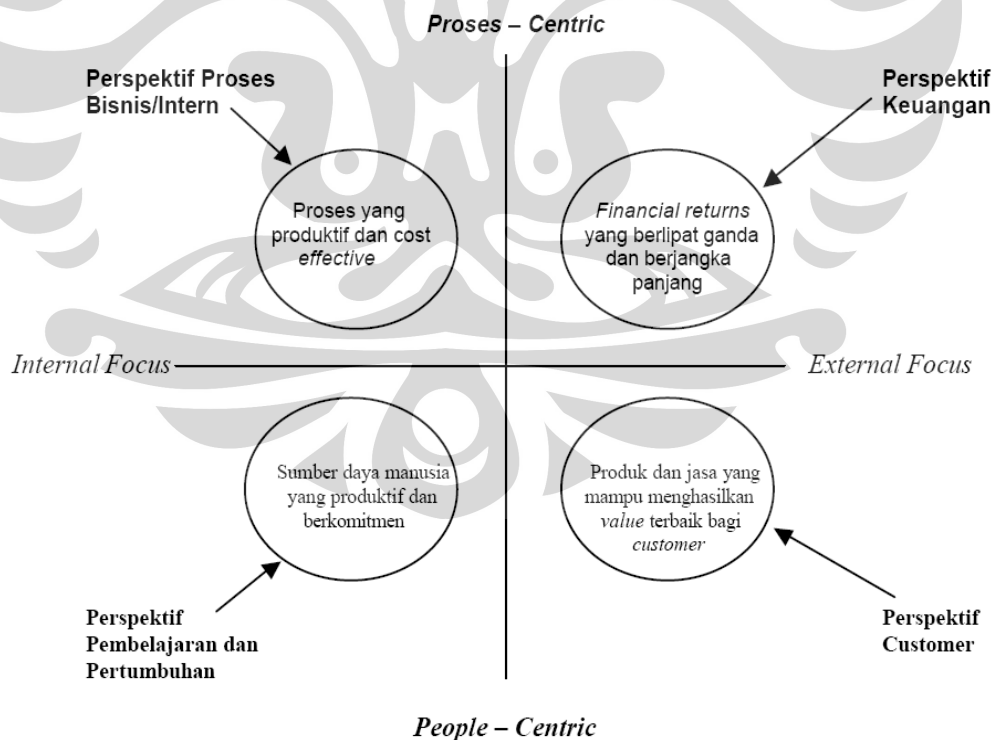 Proses – Centric
Perspektif Proses
Bisnis/Intern
Perspektif
Keuangan
Proses yang
produktif dan cost
effective
Financial returns
yang berlipat ganda
dan berjangka
panjang
Internal Focus
External Focus
Sumber daya manusia
yang produktif dan
berkomitmen
Produk dan jasa yang
mampu menghasilkan
value terbaik bagi
customer
Perspektif
Pembelajaran dan
Pertumbuhan
Perspektif
Customer
People – Centric